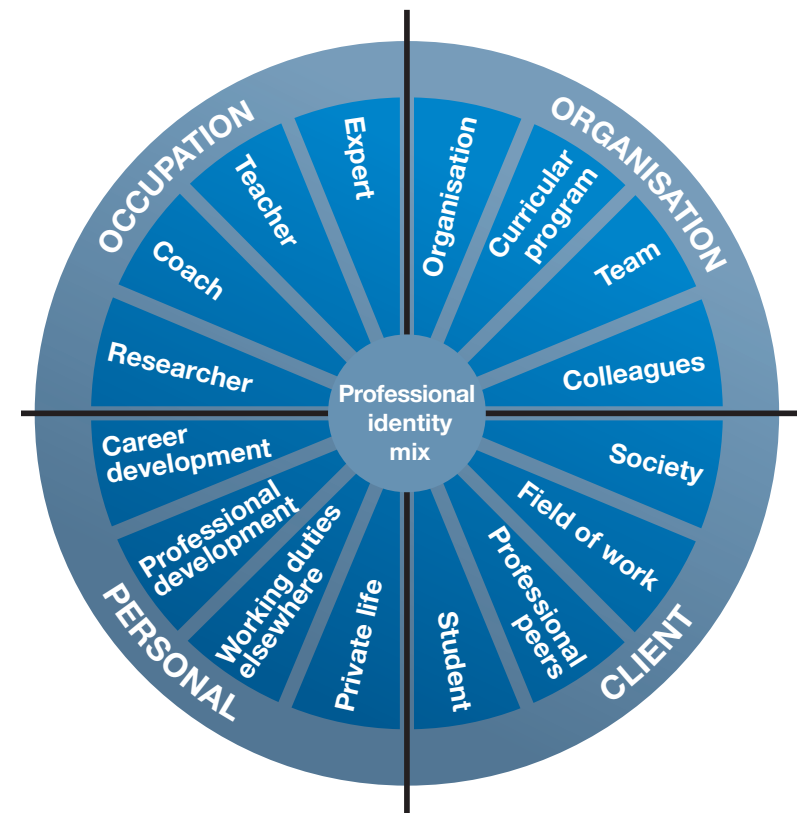 OCCUPATION
Expert
Teacher
Coach
Researcher
ORGANISATION
Organisation
Curricular
program
Team
Colleagues
Professional
identity
mix
Career
development
Professional
development
Working duties
elsewhere
Private life
PERSONAL
Society
Field of work
Professional
peers
Student
CLIENT